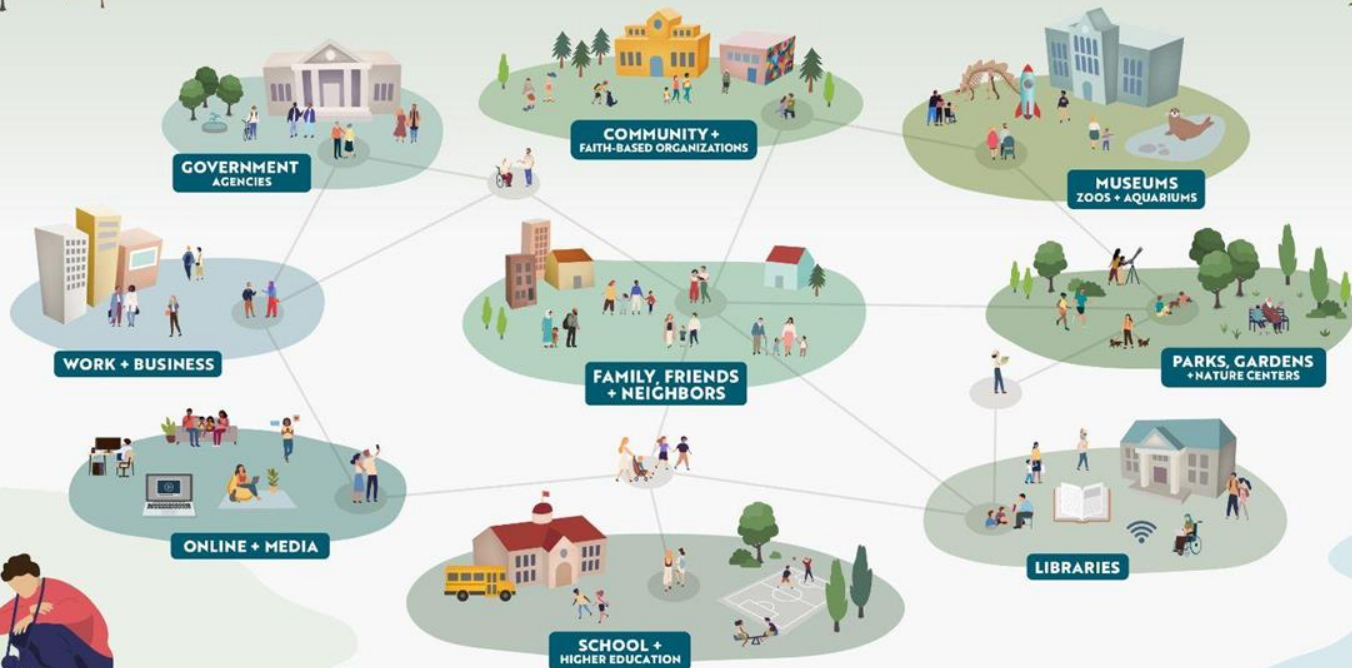 COMMUNITY +
FAITH-BASED ORGANIZATIONS
GOVERNMENT
AGENCIES
MUSEUMS
ZOOS + AQUARIUMS
WORK + BUSINESS
FAMILY, FRIENDS
+ NEIGHBORS
PARKS, GARDENS
+ NATURE CENTERS
ONLINE + MEDIA
LIBRARIES
SCHOOL +
HIGHER EDUCATION